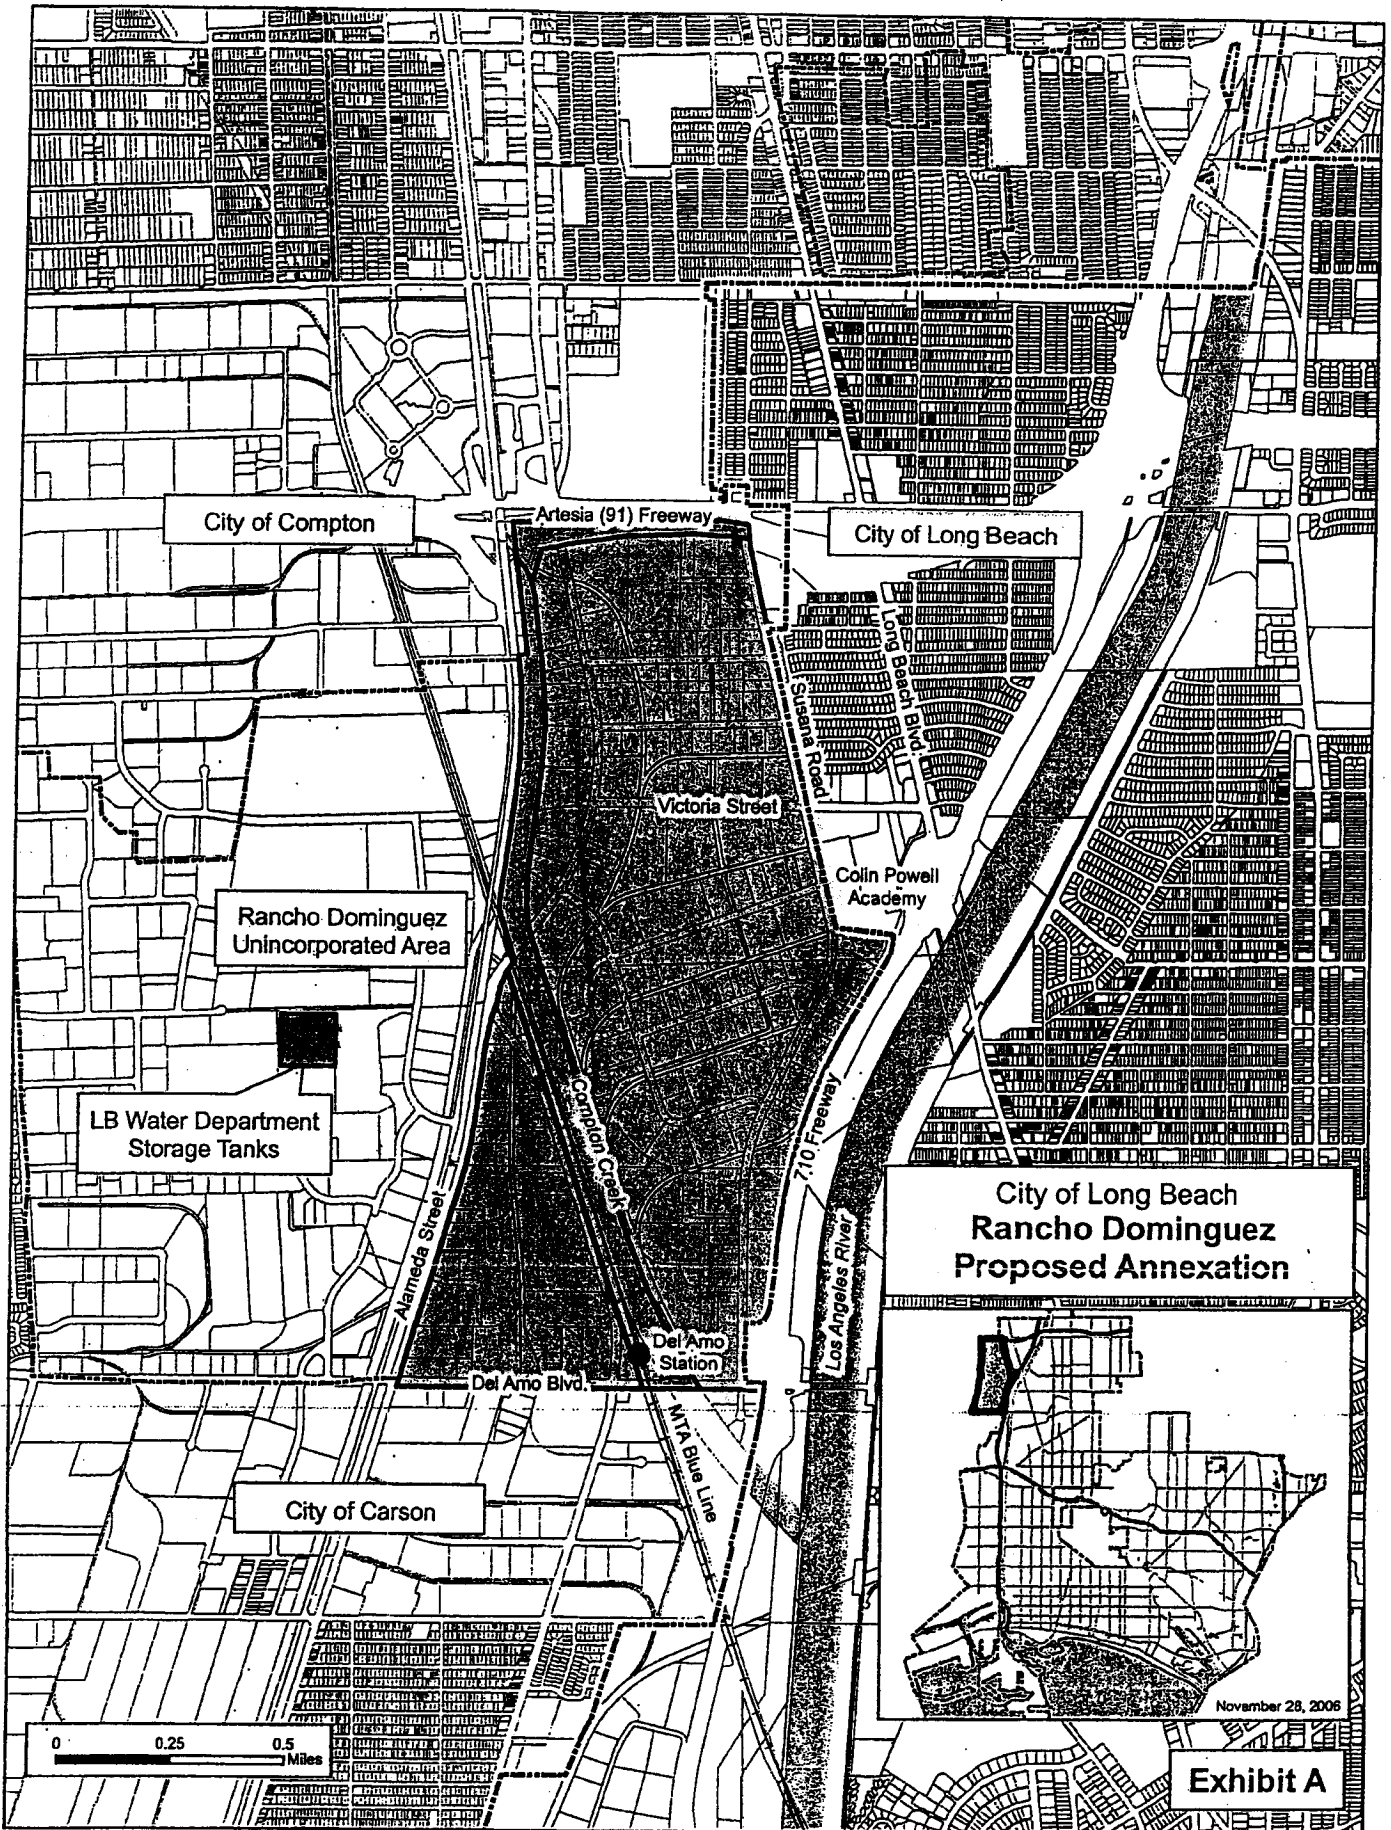 Artesia (91) Freeway
City of Compton
City of Long Beach
Long Beach Blvd.
Susana Road
Victoria Street
Colin Powell
Academy
Rancho Dominguez
Unincorporated Area
LB Water Department
Storage Tanks
Compton Creek
710 Freeway
Alameda Street
Los Angeles River
Del Amo
Station
Del Amo Blvd.
MTA Blue Line
City of Carson
City of Long Beach
Rancho Dominguez
Proposed Annexation
November 28, 2006
0 0.25 0.5
Miles
Exhibit A